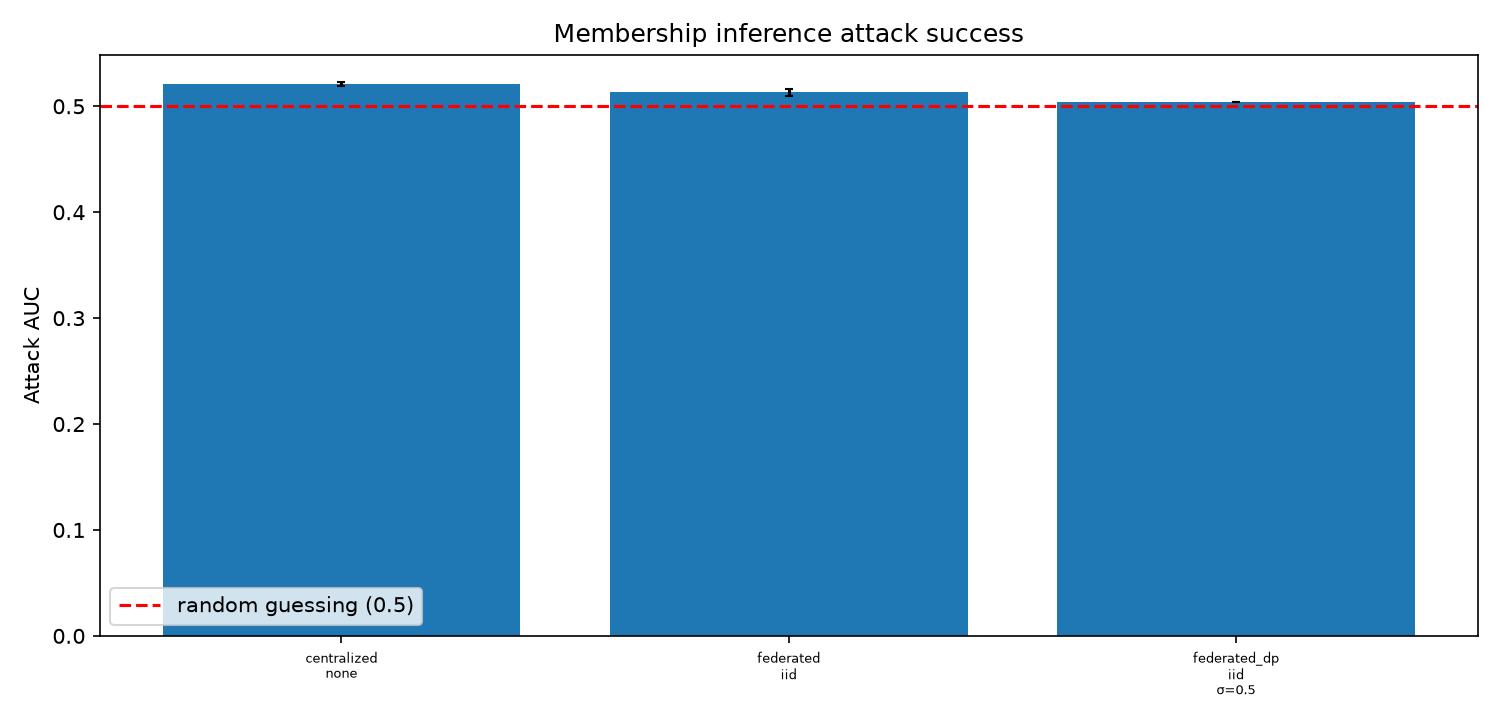 Membership inference attack success
Attack AUC
0.5
0.4
0.3
0.2
0.1
0.0
random guessing (0.5)
centralized
none
federated
iid
federated_dp
iid
σ=0.5